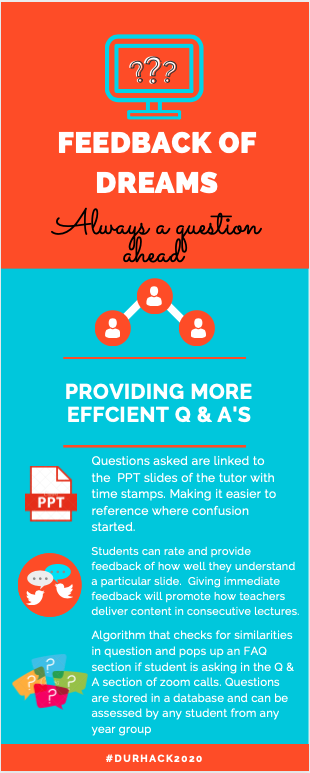 ???
FEEDBACK OF
DREAMS
Always a question
ahead
PROVIDING MORE
EFFCIENT Q & A'S
Questions asked are linked to
the PPT slides of the tutor with
time stamps. Making it easier to
reference where confusion
started.
PPT
Students can rate and provide
feedback of how well they understand
a particular slide. Giving immediate
feedback will promote how teachers
deliver content in consecutive lectures.
Algorithm that checks for similarities
in question and pops up an FAQ
section if student is asking in the Q &
A section of zoom calls. Questions
are stored in a database and can be
assessed by any student from any
year group
? ? ? ?
#DURHACK2020